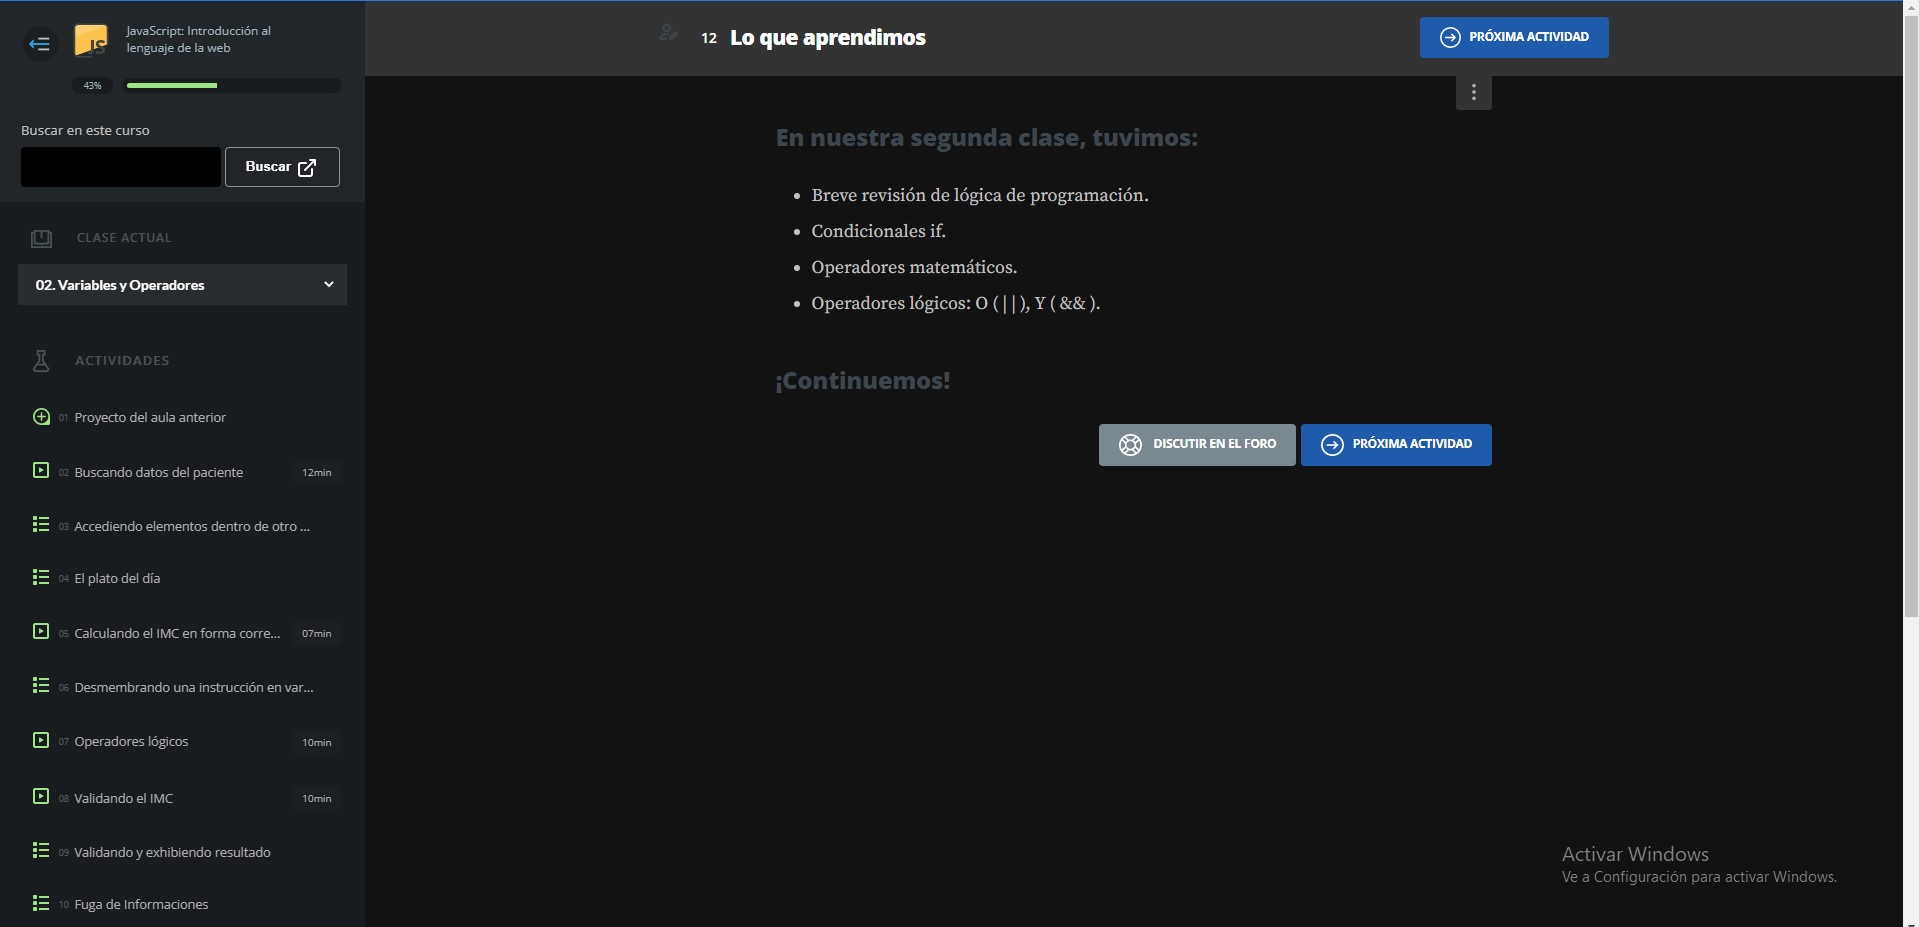 JavaScript: Introducción al
lenguaje de la web
43%
Buscar en este curso
Buscar
CLASE ACTUAL
02. Variables y Operadores
ACTIVIDADES
01 Proyecto del aula anterior
02 Buscando datos del paciente 12min
03 Accediendo elementos dentro de otro ...
04 El plato del día
05 Calculando el IMC en forma corre... 07min
06 Desmembrando una instrucción en var...
07 Operadores lógicos 10min
08 Validando el IMC 10min
09 Validando y exhibiendo resultado
10 Fuga de Informaciones
12 Lo que aprendimos
PRÓXIMA ACTIVIDAD
En nuestra segunda clase, tuvimos:
• Breve revisión de lógica de programación.
• Condicionales if.
• Operadores matemáticos.
• Operadores lógicos: O ( | | ), Y ( && ).
¡Continuemos!
DISCUTIR EN EL FORO
PRÓXIMA ACTIVIDAD
Activar Windows
Ve a Configuración para activar Windows.
JS